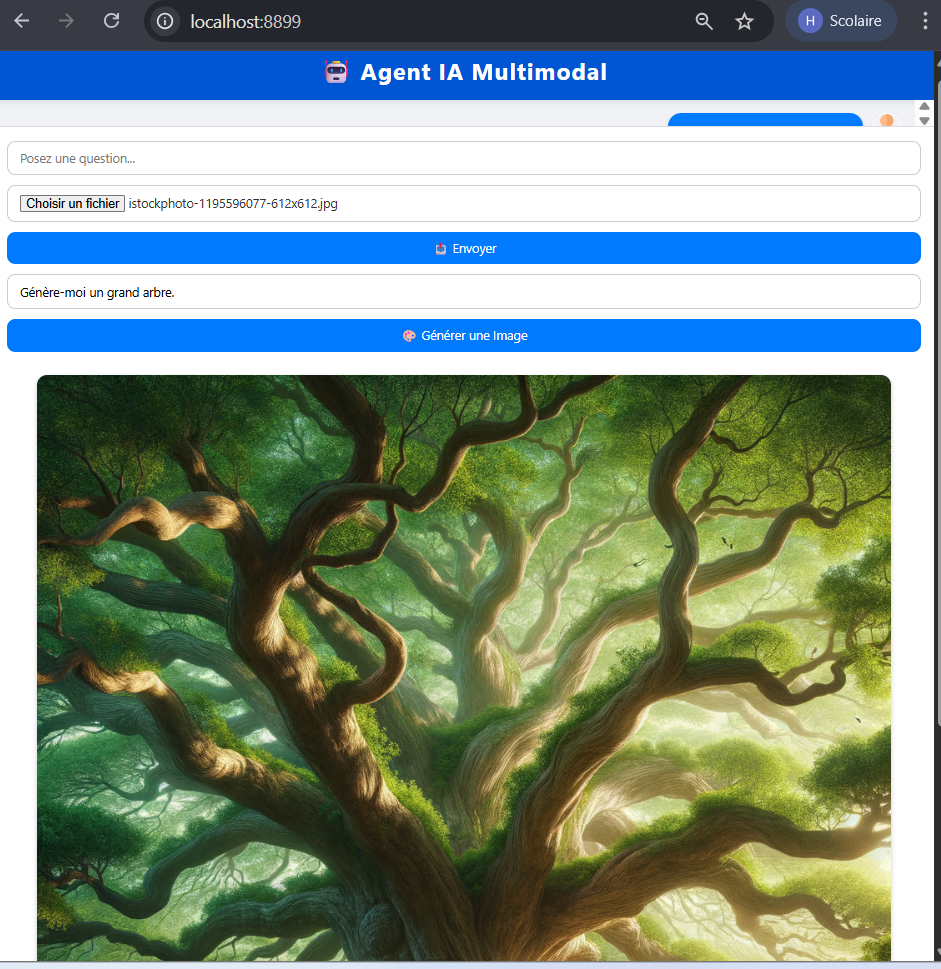 localhost:8899
H Scolaire
Agent IA Multimodal
Posez une question...
Choisir un fichier istockphoto-1195596077-612x612.jpg
Envoyer
Génère-moi un grand arbre.
Générer une Image